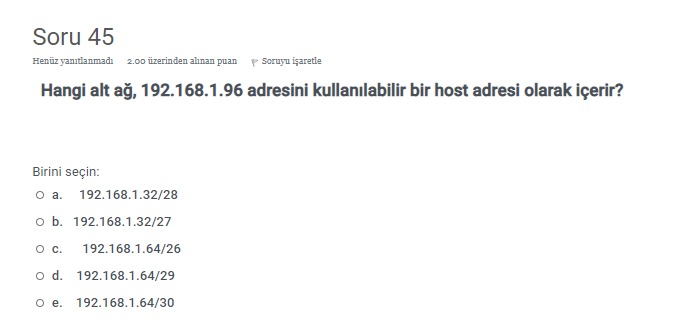 Soru 45
Henüz yanıtlanmadı 2.00 üzerinden alınan puan Soruyu işaretle
Hangi alt ağ, 192.168.1.96 adresini kullanılabilir bir host adresi olarak içerir?
Birini seçin:
a. 192.168.1.32/28
b. 192.168.1.32/27
c. 192.168.1.64/26
d. 192.168.1.64/29
e. 192.168.1.64/30